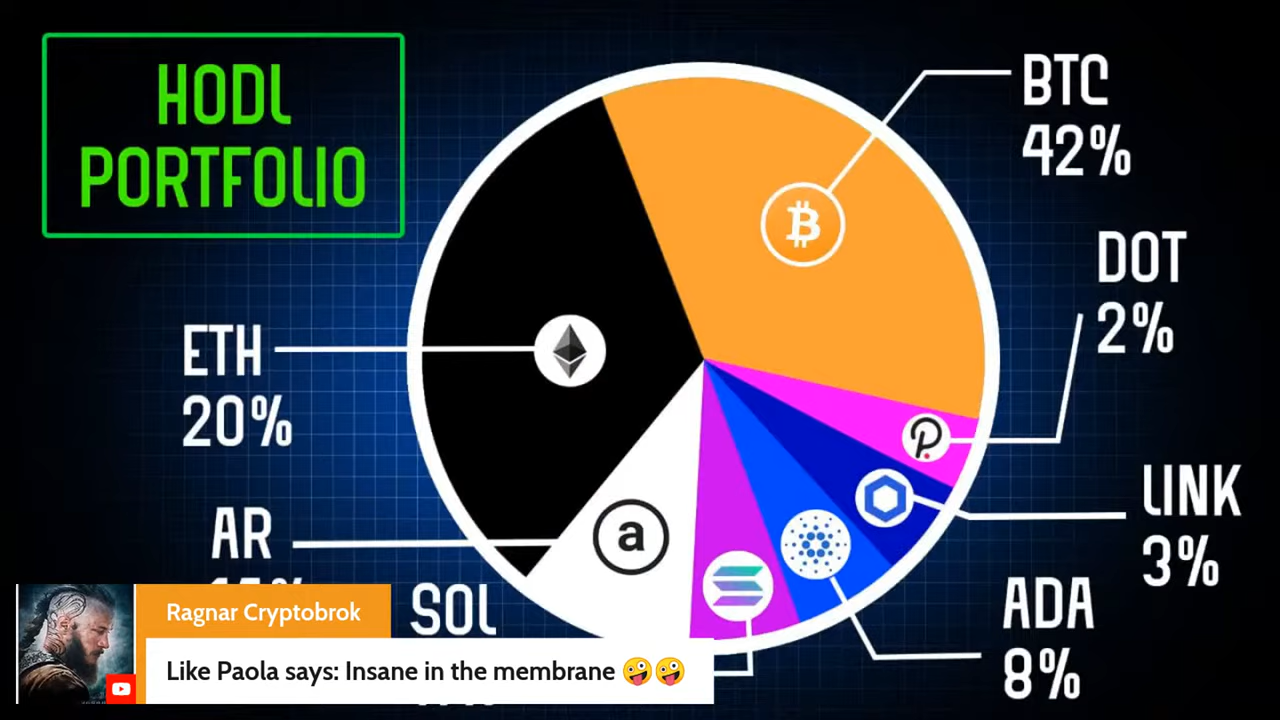 HODL
PORTFOLIO
BTC
42%
DOT
2%
ETH
20%
LINK
3%
AR
SOL
ADA
8%
a
Ragnar Cryptobrok
Like Paola says: Insane in the membrane 🤪🤪